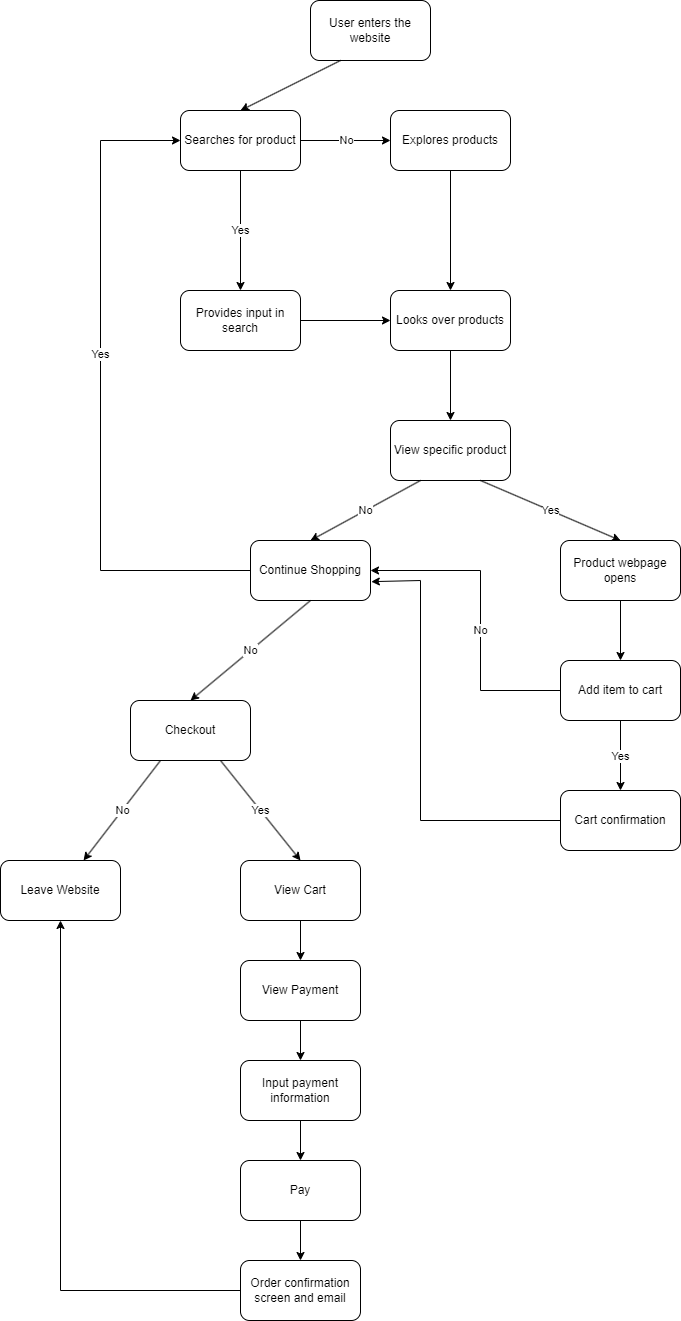 User enters the
website
Searches for product
No
Explores products
Yes
Provides input in
search
Looks over products
Yes
View specific product
No
Yes
Continue Shopping
Product webpage
opens
No
No
Add item to cart
Checkout
Yes
No
Yes
Cart confirmation
Leave Website
View Cart
View Payment
Input payment
information
Pay
Order confirmation
screen and email